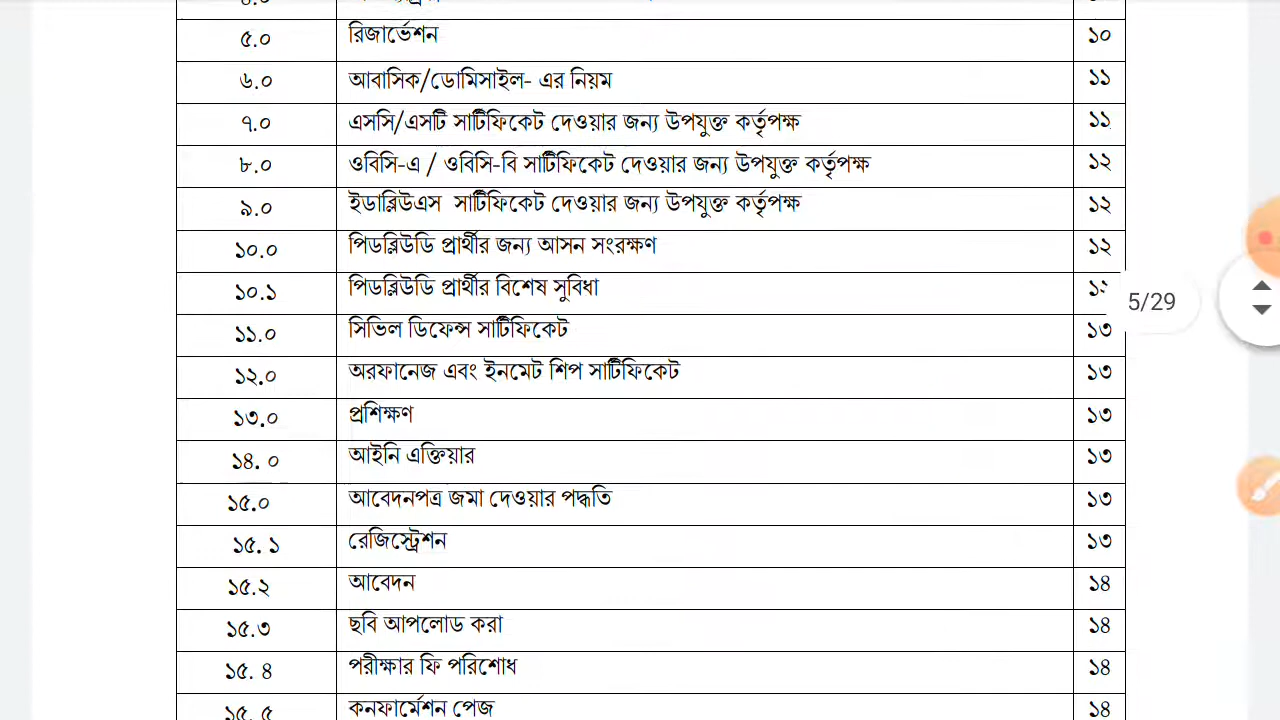 ৫.০ রিজার্ভেশন ১০
৬.০ আবাসিক/ডোমিসাইল- এর নিয়ম ১১
৭.০ এসসি/এসটি সার্টিফিকেট দেওয়ার জন্য উপযুক্ত কর্তৃপক্ষ ১১
৮.০ ওবিসি-এ / ওবিসি-বি সার্টিফিকেট দেওয়ার জন্য উপযুক্ত কর্তৃপক্ষ ১২
৯.০ ইডাব্লিউএস সার্টিফিকেট দেওয়ার জন্য উপযুক্ত কর্তৃপক্ষ ১২
১০.০ পিডব্লিউডি প্রার্থীর জন্য আসন সংরক্ষণ ১২
১০.১ পিডব্লিউডি প্রার্থীর বিশেষ সুবিধা
5/29
১১.০ সিভিল ডিফেন্স সার্টিফিকেট ১৩
১২.০ অরফানেজ এবং ইনমেট শিপ সার্টিফিকেট ১৩
১৩.০ প্রশিক্ষণ ১৩
১৪. ০ আইনি এক্তিয়ার ১৩
১৫.০ আবেদনপত্র জমা দেওয়ার পদ্ধতি ১৩
১৫. ১ রেজিস্ট্রেশন ১৩
১৫.২ আবেদন ১৪
১৫.৩ ছবি আপলোড করা ১৪
১৫. ৪ পরীক্ষার ফি পরিশোধ ১৪
১৫. ৫ কনফার্মেশন পেজ ১৪